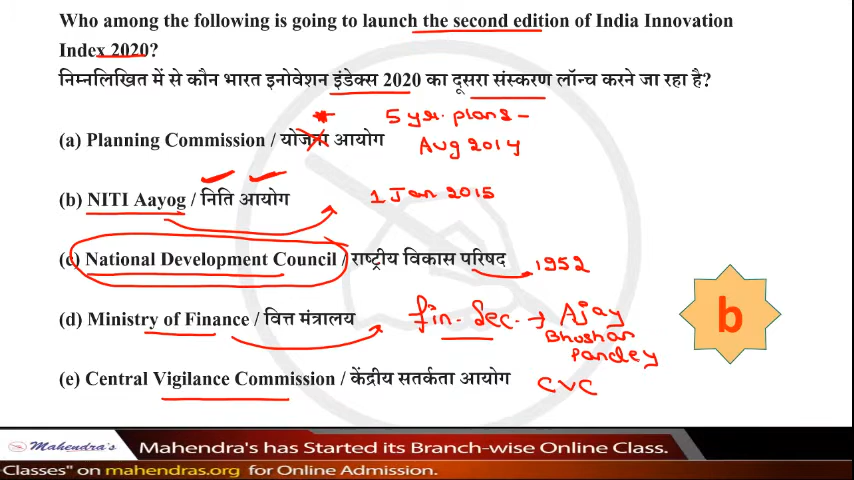 Who among the following is going to launch the second edition of India Innovation
Index 2020?
निम्नलिखित में से कौन भारत इनोवेशन इंडेक्स 2020 का दूसरा संस्करण लॉन्च करने जा रहा है?
5 yr. plans -
(a) Planning Commission / योजना आयोग
Aug 2014
(b) NITI Aayog / निति आयोग
1 Jan 2015
(c) National Development Council / राष्ट्रीय विकास परिषद
1952
(d) Ministry of Finance / वित्त मंत्रालय
fin. Sec. → Ajay
Bhushan
Pandey
b
(e) Central Vigilance Commission / केंद्रीय सतर्कता आयोग
CVC
Mahendra's
Mahendra's has Started its Branch-wise Online Class.
Classes" on mahendras.org for Online Admission.